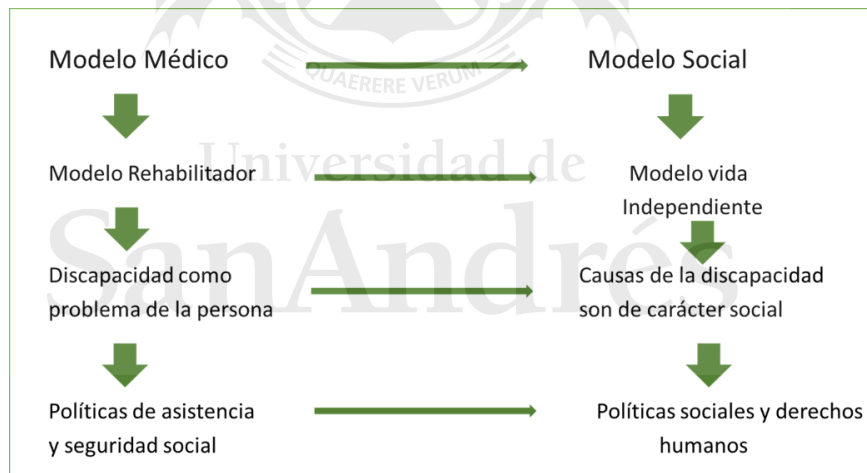 Modelo Médico
Modelo Social
QUAERERE VERUM
Universidad de
SanAndrés
Modelo Rehabilitador
Modelo vida
Independiente
Discapacidad como
problema de la persona
Causas de la discapacidad
son de carácter social
Políticas de asistencia
y seguridad social
Políticas sociales y derechos
humanos